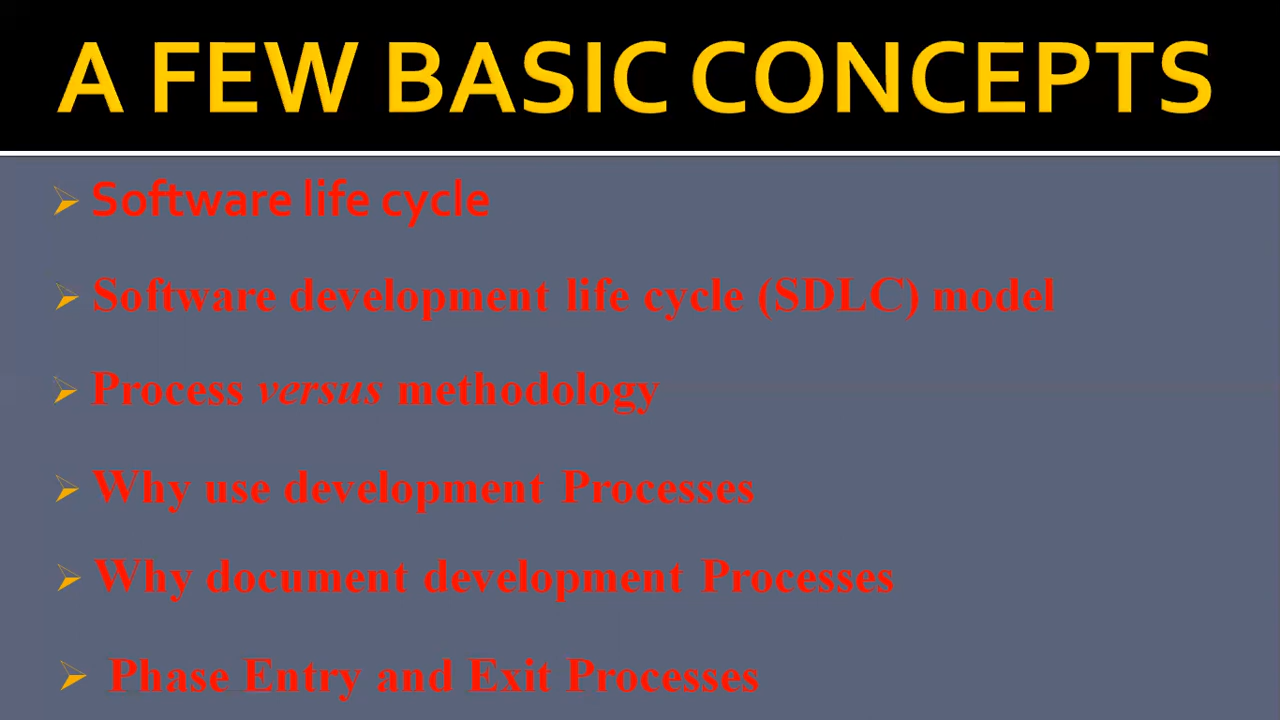 A FEW BASIC CONCEPTS
Software life cycle
Software development life cycle (SDLC) model
Process versus methodology
Why use development Processes
Why document development Processes
Phase Entry and Exit Processes